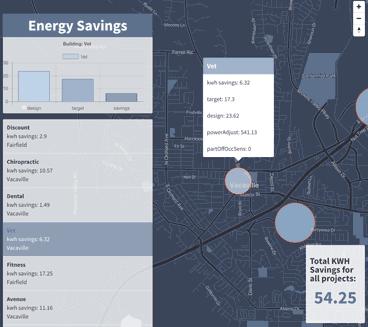 Energy Savings
Building: Vet
Vet
design
target
savings
Discount
kwh savings: 2.9
Fairfield
Chiropractic
kwh savings: 10.57
Vacaville
Dental
kwh savings: 1.49
Vacaville
Vet
kwh savings: 6.32
Vacaville
Fitness
kwh savings: 17.25
Fairfield
Avenue
kwh savings: 11.16
Vacaville
Vet
kwh savings: 6.32
target: 17.3
design: 23.62
powerAdjust: 541.13
partOfOccSens: 0
Vacaville
+
−
Total KWH
Savings for
all projects:
54.25